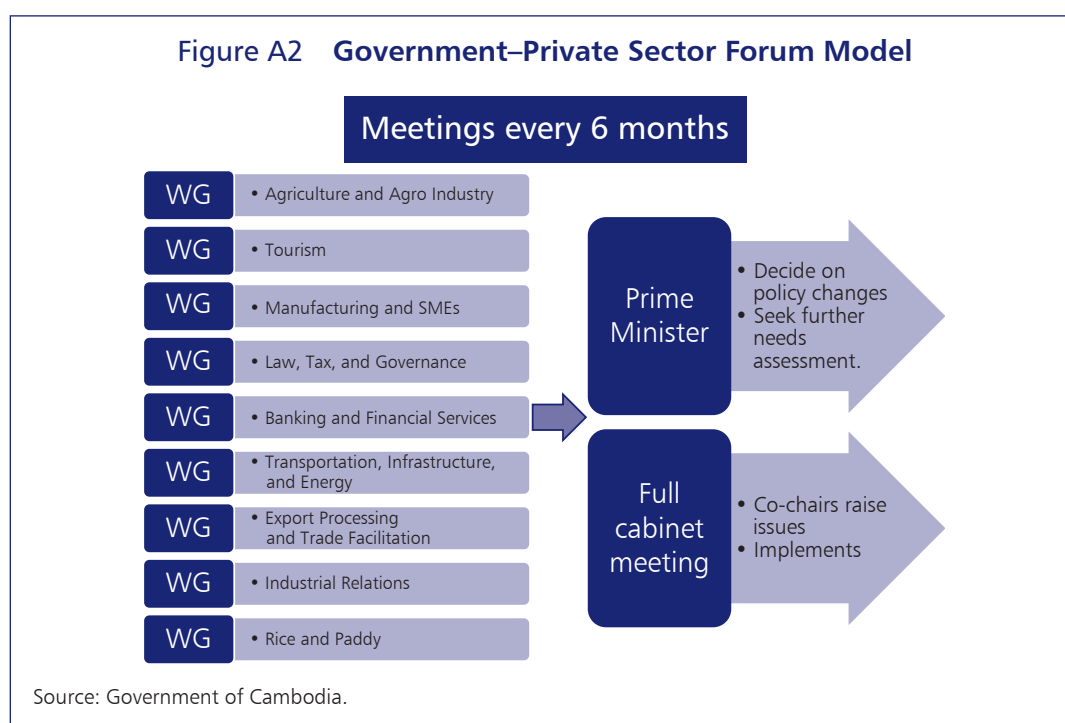 Figure A2 Government–Private Sector Forum Model
Meetings every 6 months
WG
• Agriculture and Agro Industry
WG
• Tourism
WG
• Manufacturing and SMEs
WG
• Law, Tax, and Governance
WG
• Banking and Financial Services
WG
• Transportation, Infrastructure,
and Energy
WG
• Export Processing
and Trade Facilitation
WG
• Industrial Relations
WG
• Rice and Paddy
Prime
Minister
• Decide on
policy changes
• Seek further
needs
assessment.
Full
cabinet
meeting
• Co-chairs raise
issues
• Implements
Source: Government of Cambodia.